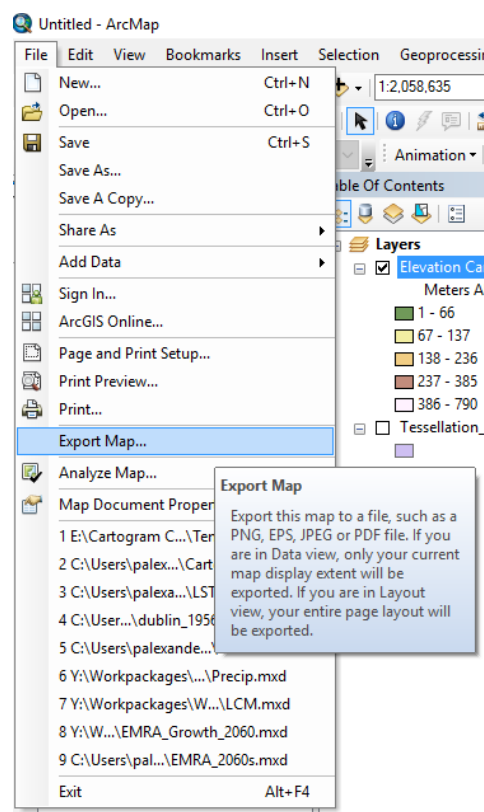 Untitled - ArcMap
File Edit View Bookmarks Insert Selection Geoprocessi
New... Ctrl+N
Open... Ctrl+O
Save Ctrl+S
Save As...
Save A Copy...
Share As
Add Data
Sign In...
ArcGIS Online...
Page and Print Setup...
Print Preview...
Print...
Export Map...
Analyze Map...
Map Document Proper
1 E:\Cartogram C...\Ter
2 C:\Users\palex...\Cart
3 C:\Users\palexa...\LST
4 C:\User...\dublin_1956
5 C:\Users\palexande...\
6 Y:\Workpackages\...\Precip.mxd
7 Y:\Workpackages\W...\LCM.mxd
8 Y:\W...\EMRA_Growth_2060.mxd
9 C:\Users\pal...\EMRA_2060s.mxd
Exit Alt+F4
Export Map
Export this map to a file, such as a
PNG, EPS, JPEG or PDF file. If you
are in Data view, only your current
map display extent will be
exported. If you are in Layout
view, your entire page layout will
be exported.
1:2,058,635
Animation
ble Of Contents
Layers
Elevation Ca
Meters A
1 - 66
67 - 137
138 - 236
237 - 385
386 - 790
Tessellation_